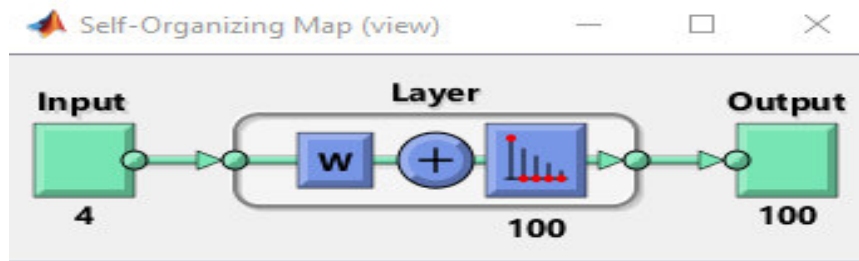 Self-Organizing Map (view)
Input
Layer
Output
W
+
4
100
100